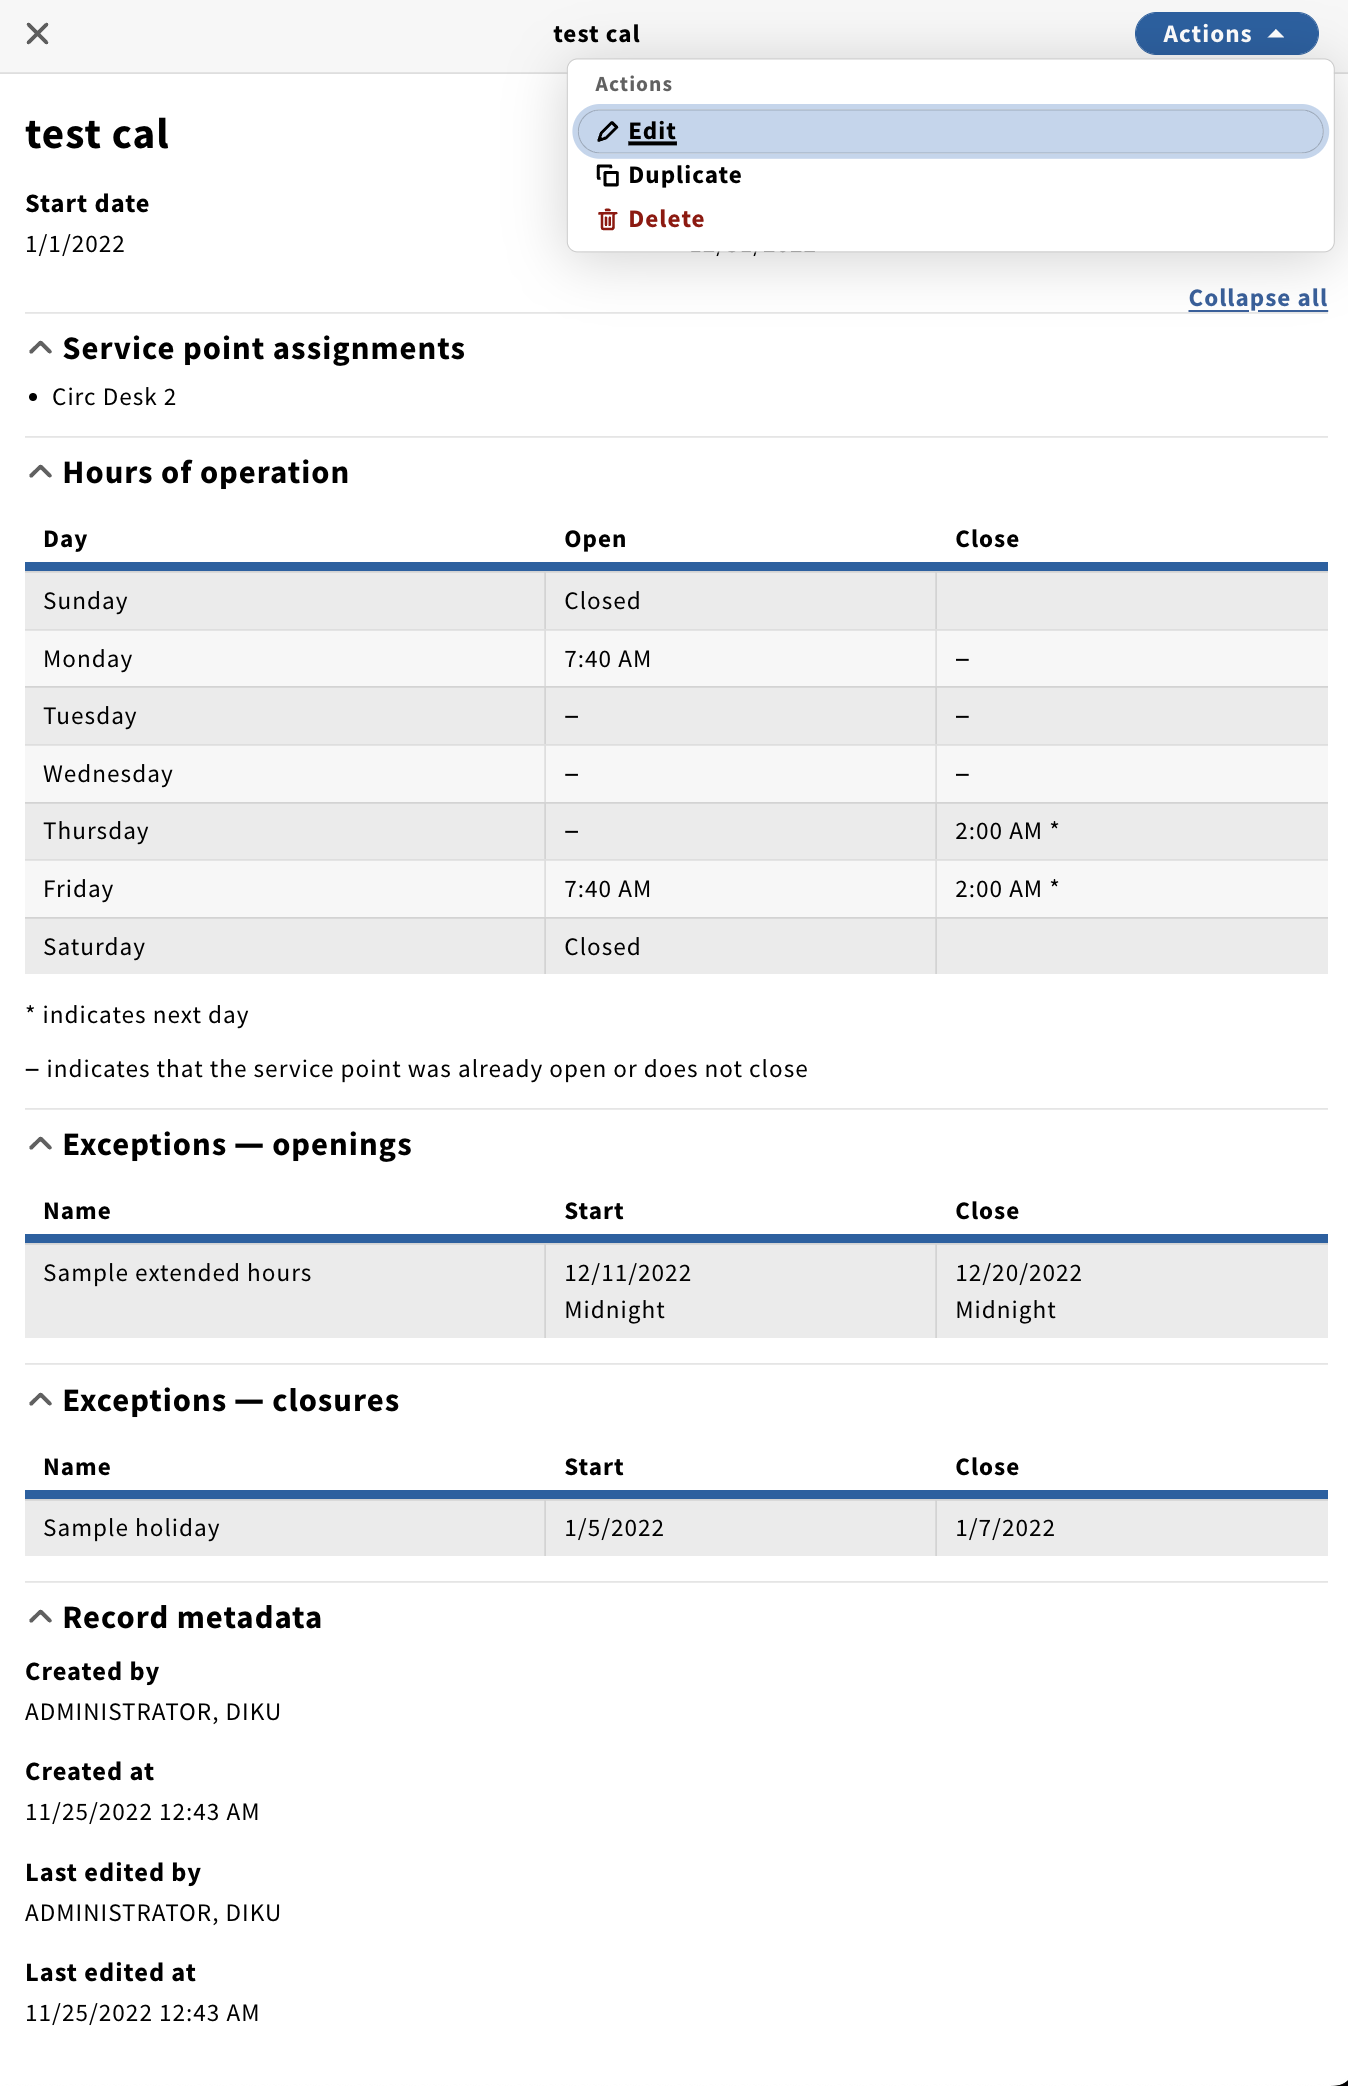 test cal
Actions
Actions
Edit
Duplicate
Delete
test cal
Start date
1/1/2022
Collapse all
Service point assignments
• Circ Desk 2
Hours of operation
Day Open Close
Sunday Closed
Monday 7:40 AM –
Tuesday – –
Wednesday – –
Thursday – 2:00 AM *
Friday 7:40 AM 2:00 AM *
Saturday Closed
* indicates next day
– indicates that the service point was already open or does not close
Exceptions — openings
Name Start Close
Sample extended hours 12/11/2022 12/20/2022
Midnight Midnight
Exceptions — closures
Name Start Close
Sample holiday 1/5/2022 1/7/2022
Record metadata
Created by
ADMINISTRATOR, DIKU
Created at
11/25/2022 12:43 AM
Last edited by
ADMINISTRATOR, DIKU
Last edited at
11/25/2022 12:43 AM